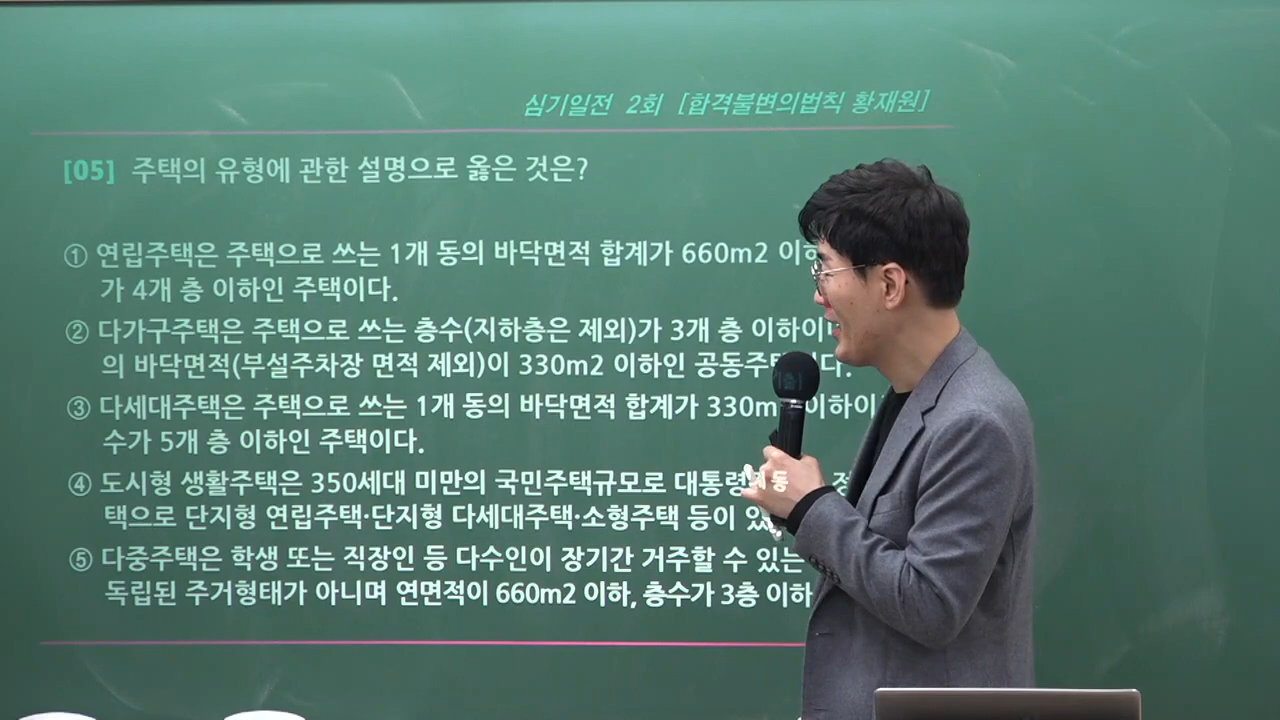 심기일전 2회 [합격불변의법칙 황재원]
[05] 주택의 유형에 관한 설명으로 옳은 것은?
① 연립주택은 주택으로 쓰는 1개 동의 바닥면적 합계가 660m2
가 4개 층 이하인 주택이다.
② 다가구주택은 주택으로 쓰는 층수(지하층은 제외)가 3개 층
의 바닥면적(부설주차장 면적 제외)이 330m2 이하인
③ 다세대주택은 주택으로 쓰는 1개 동의 바닥면적 합계가
수가 5개 층 이하인 주택이다.
④ 도시형 생활주택은 350세대 미만의 국민주택규모로
택으로 단지형 연립주택·단지형 다세대주택·소형주택 등이
⑤ 다중주택은 학생 또는 직장인 등 다수인이 장기간 거주할 수 있는
독립된 주거형태가 아니며 연면적이 660m2 이하, 층수가 3층 이하